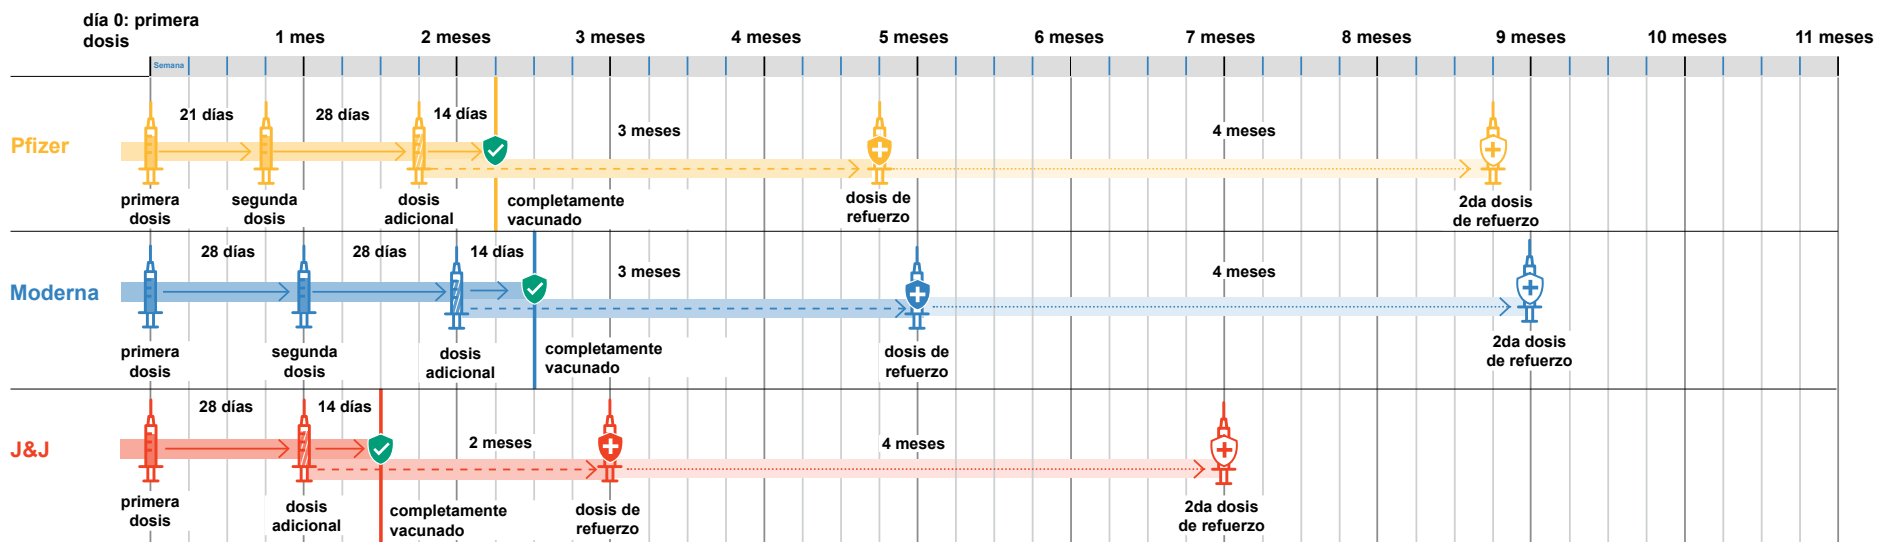 día 0: primera
dosis
1 mes
2 meses
3 meses
4 meses
5 meses
6 meses
7 meses
8 meses
9 meses
10 meses
11 meses
Semana
Pfizer
21 días
28 días
14 días
3 meses
4 meses
primera
dosis
segunda
dosis
dosis
adicional
completamente
vacunado
dosis de
refuerzo
2da dosis
de refuerzo
Moderna
28 días
28 días
14 días
3 meses
4 meses
primera
dosis
segunda
dosis
dosis
adicional
completamente
vacunado
dosis de
refuerzo
2da dosis
de refuerzo
J&J
28 días
14 días
2 meses
4 meses
primera
dosis
dosis
adicional
completamente
vacunado
dosis de
refuerzo
2da dosis
de refuerzo